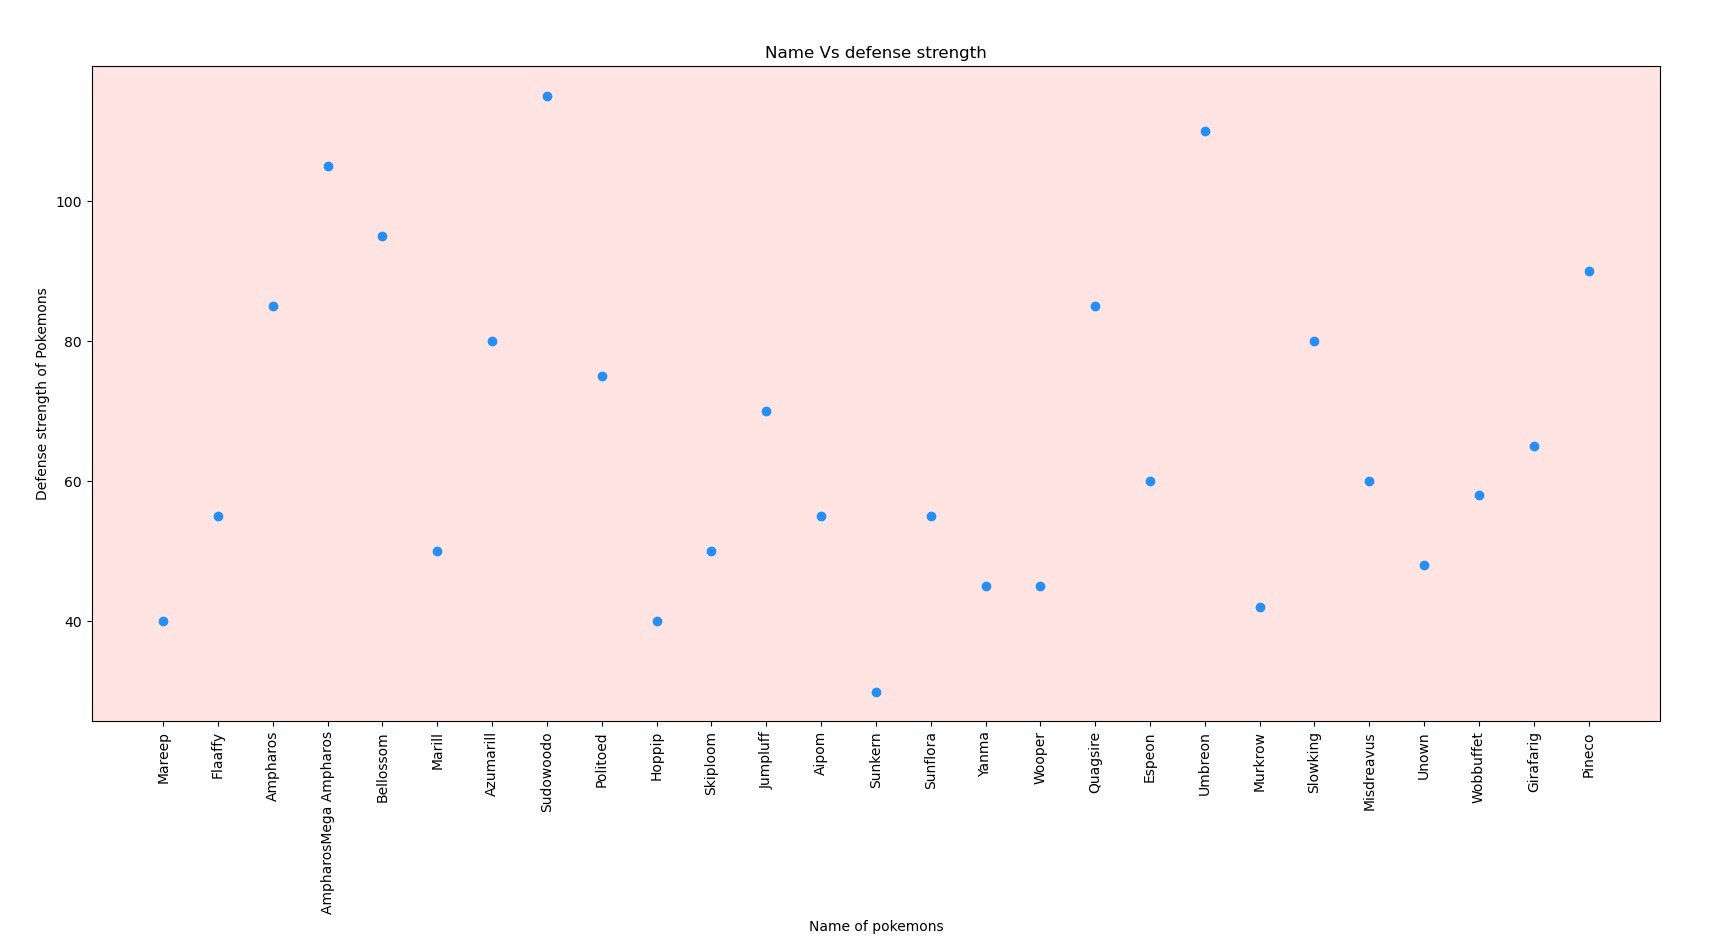 Name Vs defense strength
Defense strength of Pokemons
100
80
60
40
Mareep
Flaaffy
Ampharos
AmpharosMega Ampharos
Bellossom
Marill
Azumarill
Sudowoodo
Politoed
Hoppip
Skiploom
Jumpluff
Aipom
Sunkern
Sunflora
Yanma
Wooper
Quagsire
Espeon
Umbreon
Murkrow
Slowking
Misdreavus
Unown
Wobbuffet
Girafarig
Pineco
Name of pokemons